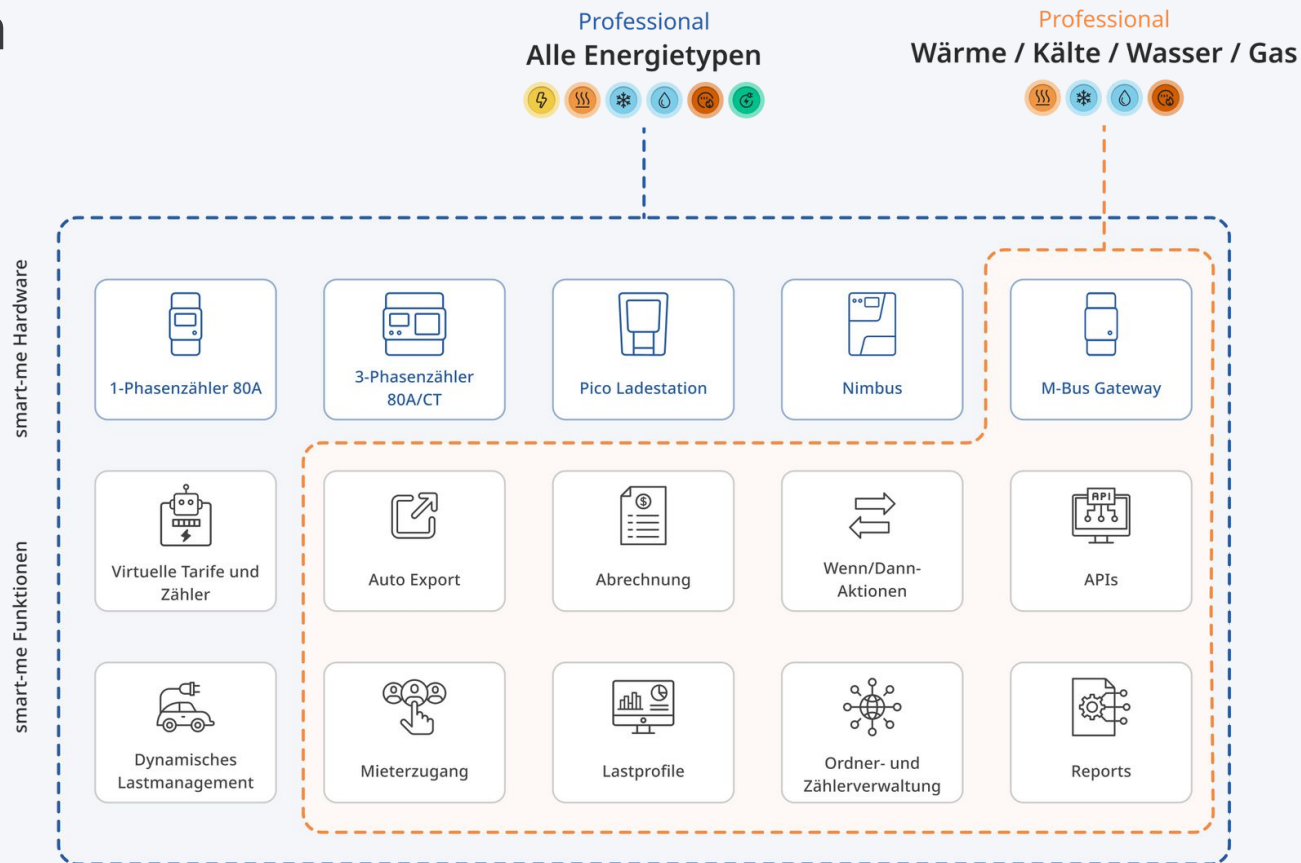 n
Professional
Alle Energietypen
Professional
Wärme / Kälte / Wasser / Gas
smart-me Hardware
1-Phasenzähler 80A
3-Phasenzähler
80A/CT
Pico Ladestation
Nimbus
M-Bus Gateway
smart-me Funktionen
Virtuelle Tarife und
Zähler
Auto Export
$
Abrechnung
Wenn/Dann-
Aktionen
API
APIs
Dynamisches
Lastmanagement
Mieterzugang
Lastprofile
Ordner- und
Zählerverwaltung
Reports